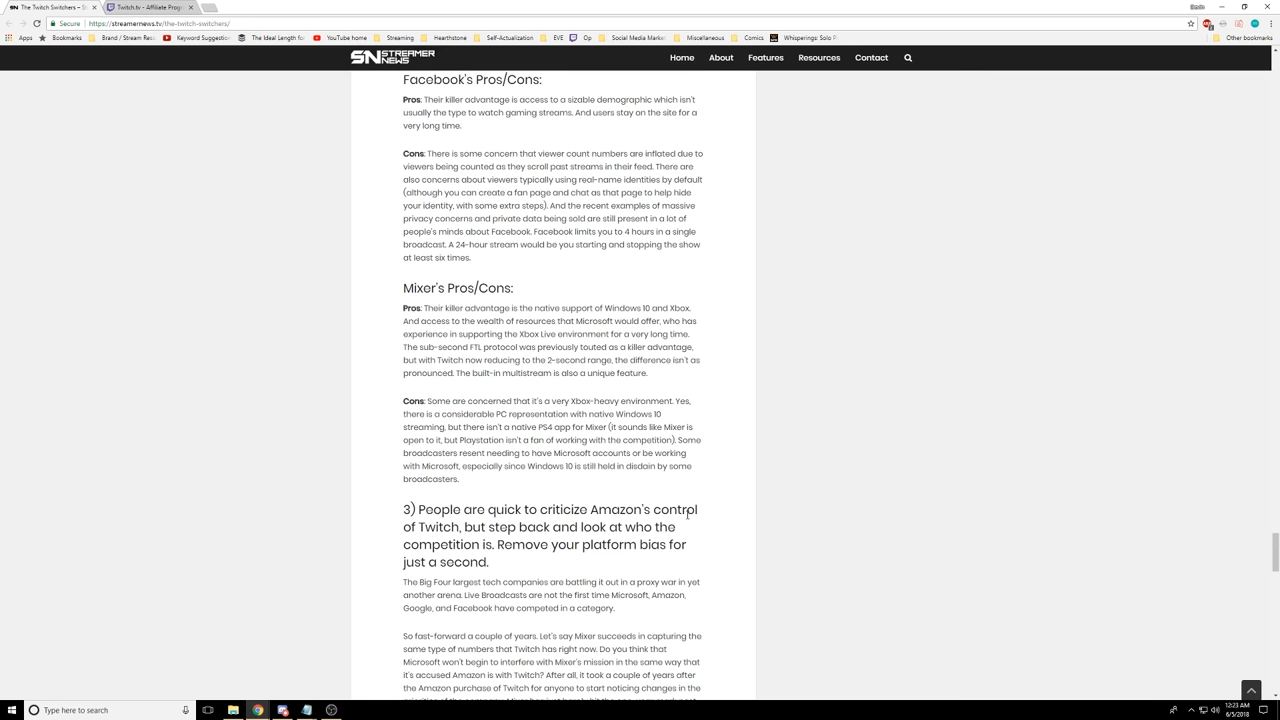 The Twitch Switchers – S
Twitch.tv - Affiliate Prog
Secure
https://streamernews.tv/the-twitch-switchers/
Apps
Bookmarks
Brand / Stream Res
Keyword Suggestion
The Ideal Length for
YouTube home
Streaming
Hearthstone
Self-Actualization
EVE
Op
Social Media Market
Miscellaneous
Comics
Whisperings: Solo P
Other bookmarks
SN STREAMER NEWS
Home
About
Features
Resources
Contact
Facebook's Pros/Cons:
Pros: Their killer advantage is access to a sizable demographic which isn't
usually the type to watch gaming streams. And users stay on the site for a
very long time.
Cons: There is some concern that viewer count numbers are inflated due to
viewers being counted as they scroll past streams in their feed. There are
also concerns about viewers typically using real-name identities by default
(although you can create a fan page and chat as that page to help hide
your identity, with some extra steps). And the recent examples of massive
privacy concerns and private data being sold are still present in a lot of
people's minds about Facebook. Facebook limits you to 4 hours in a single
broadcast. A 24-hour stream would be you starting and stopping the show
at least six times.
Mixer's Pros/Cons:
Pros: Their killer advantage is the native support of Windows 10 and Xbox.
And access to the wealth of resources that Microsoft would offer, who has
experience in supporting the Xbox Live environment for a very long time.
The sub-second FTL protocol was previously touted as a killer advantage,
but with Twitch now reducing to the 2-second range, the difference isn't as
pronounced. The built-in multistream is also a unique feature.
Cons: Some are concerned that it's a very Xbox-heavy environment. Yes,
there is a considerable PC representation with native Windows 10
streaming, but there isn't a native PS4 app for Mixer (it sounds like Mixer is
open to it, but Playstation isn't a fan of working with the competition). Some
broadcasters resent needing to have Microsoft accounts or be working
with Microsoft, especially since Windows 10 is still held in disdain by some
broadcasters.
3) People are quick to criticize Amazon's control
of Twitch, but step back and look at who the
competition is. Remove your platform bias for
just a second.
The Big Four largest tech companies are battling it out in a proxy war in yet
another arena. Live Broadcasts are not the first time Microsoft, Amazon,
Google, and Facebook have competed in a category.
So fast-forward a couple of years. Let's say Mixer succeeds in capturing the
same type of numbers that Twitch has right now. Do you think that
Microsoft won't begin to interfere with Mixer's mission in the same way that
it's accused Amazon is with Twitch? After all, it took a couple of years after
the Amazon purchase of Twitch for anyone to start noticing changes in the
Type here to search
12:23 AM
6/5/2018